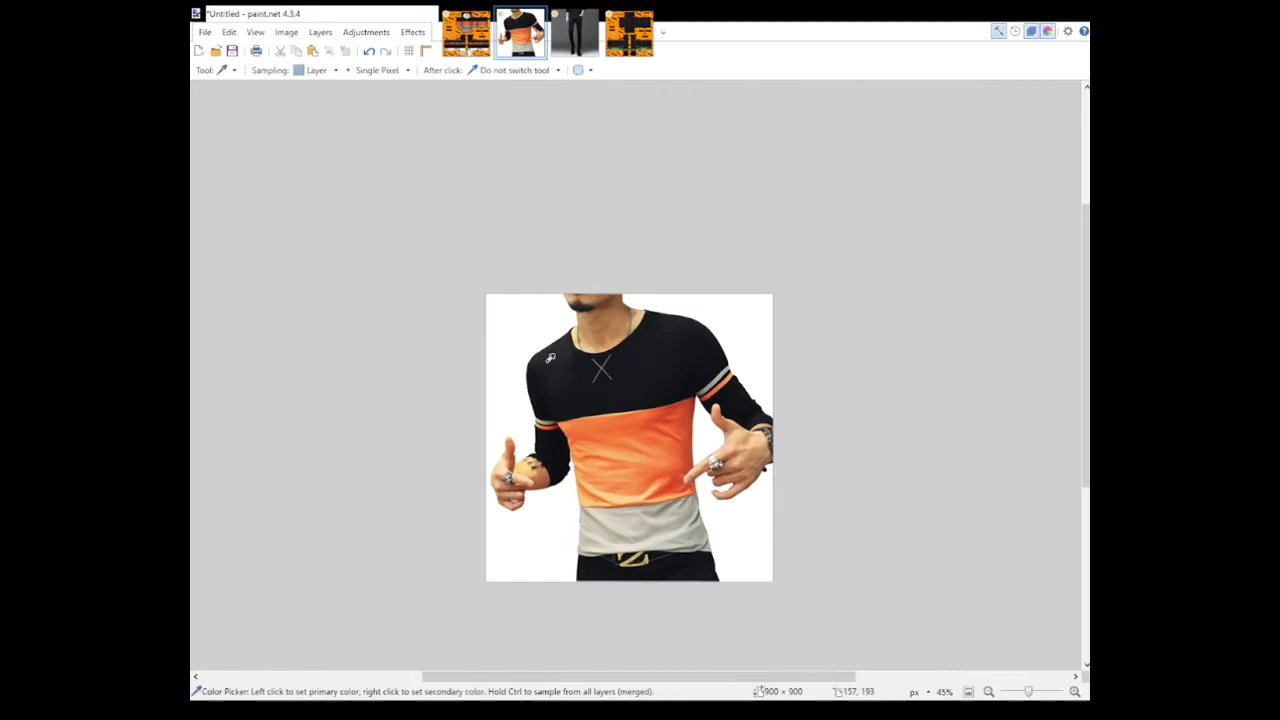 *Untitled - paint.net 4.3.4
File Edit View Image Layers Adjustments Effects
Tool: Sampling: Layer Single Pixel After click: Do not switch tool
Color Picker: Left click to set primary color, right click to set secondary color. Hold Ctrl to sample from all layers (merged). 900 × 900 157, 193 px 45%